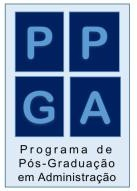 P P
G A
Programa de
Pós-Graduação
em Administração